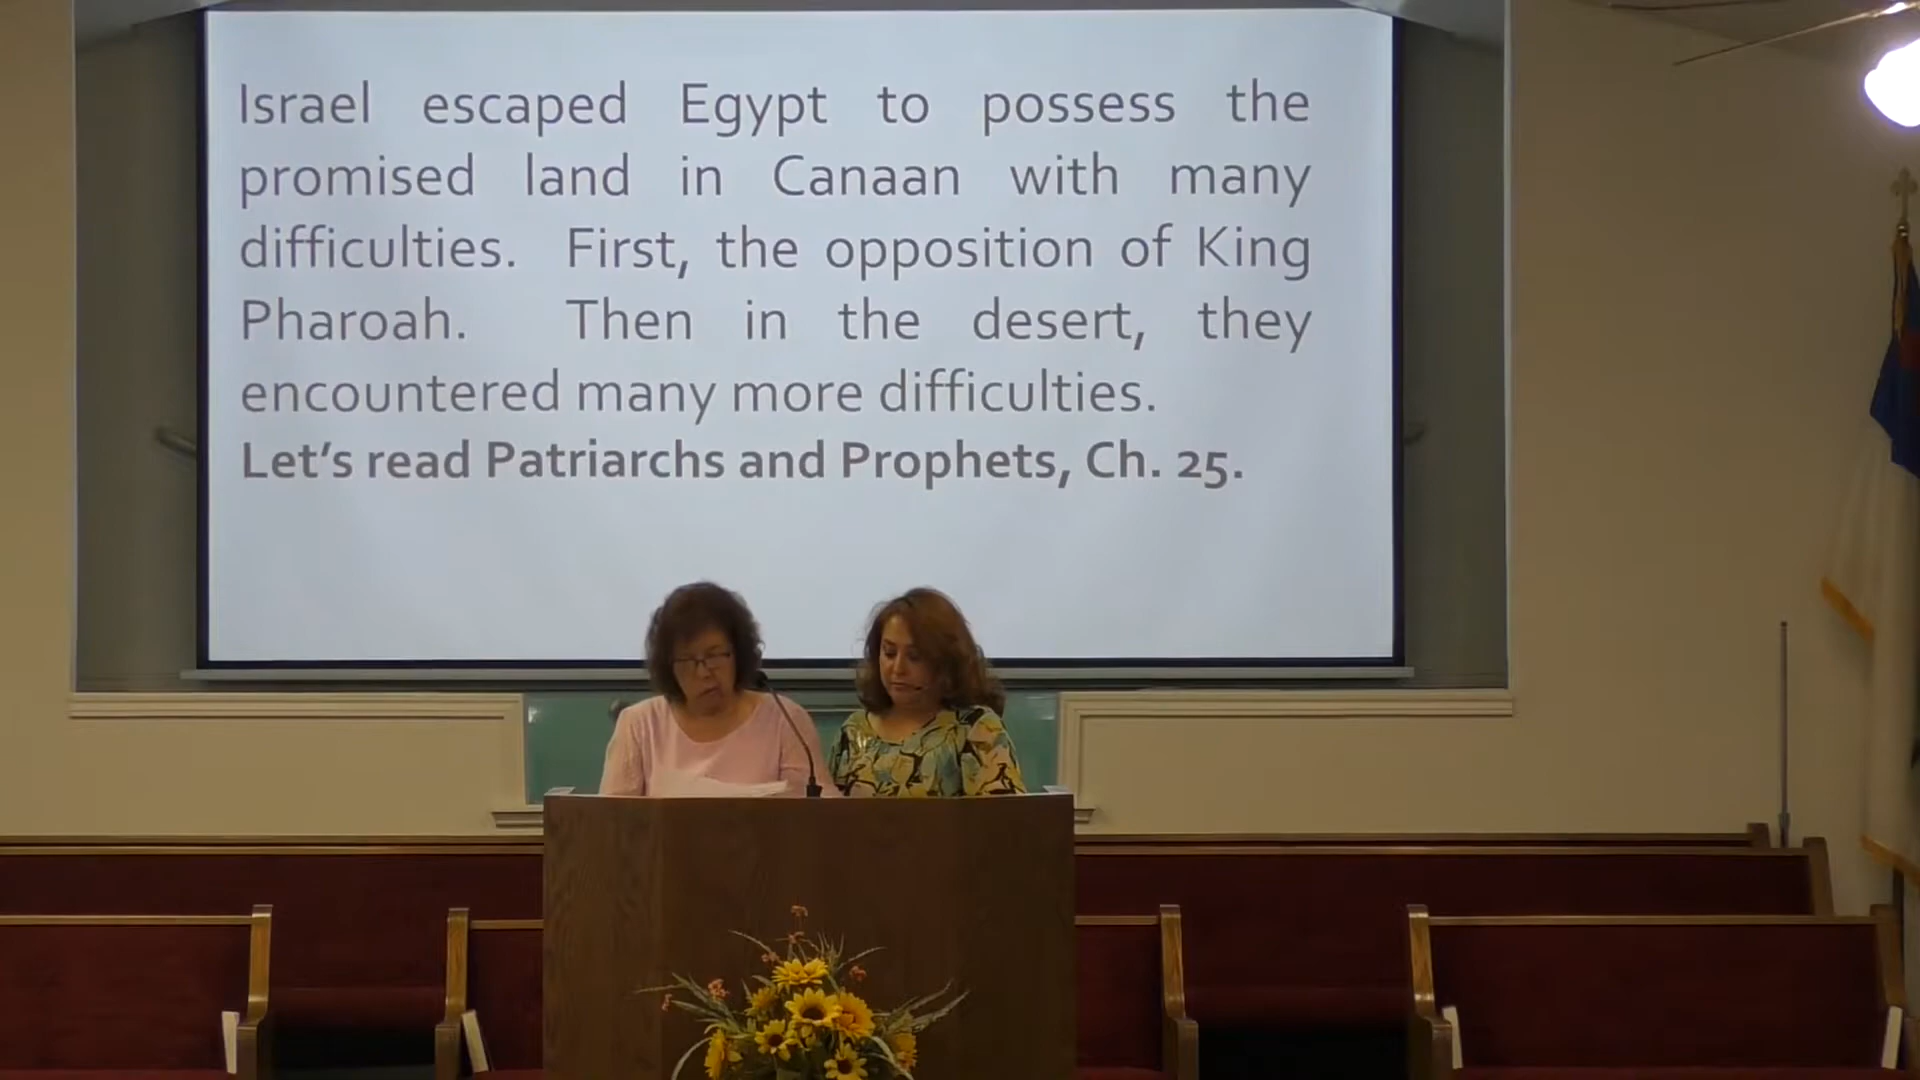 Israel escaped Egypt to possess the
promised land in Canaan with many
difficulties. First, the opposition of King
Pharoah. Then in the desert, they
encountered many more difficulties.
Let's read Patriarchs and Prophets, Ch. 25.